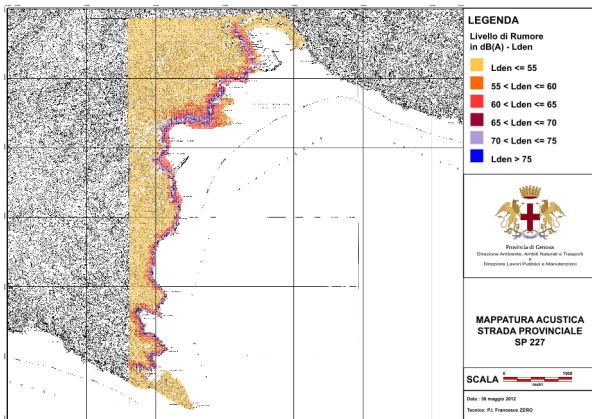 LEGENDA
Livello di Rumore
in dB(A) - Lden
Lden <= 55
55 < Lden <= 60
60 < Lden <= 65
65 < Lden <= 70
70 < Lden <= 75
Lden > 75
Provincia di Genova
Direzione Ambiente, Ambiti Naturali e Trasporti
e
Direzione Lavori Pubblici e Manutenzioni
MAPPATURA ACUSTICA
STRADA PROVINCIALE
SP 227
SCALA
0 1000
metri
Data : 30 maggio 2012
Tecnico: P.I. Francesco ZERO